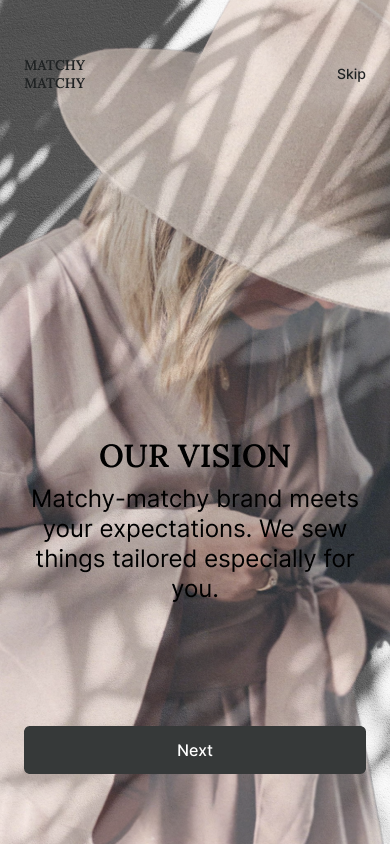 MATCHY
MATCHY
Skip
OUR VISION
Matchy-matchy brand meets
your expectations. We sew
things tailored especially for
you.
Next